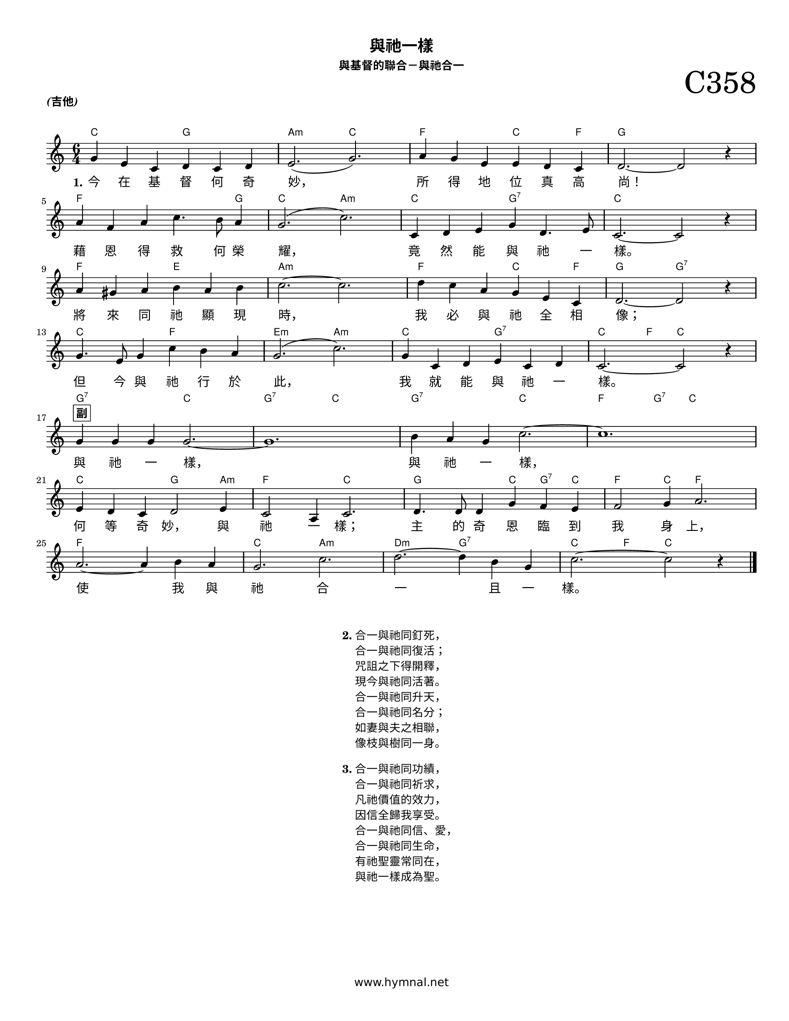 與祂一樣
與基督的聯合－與祂合一
C358
(吉他)
C G Am C F C F G
6
4
1. 今 在 基 督 何 奇 妙， 所 得 地 位 真 高 尚！
5 F G C Am C G7 C
藉 恩 得 救 何 榮 耀， 竟 然 能 與 祂 一 樣。
9 F E Am F C F G G7
將 來 同 祂 顯 現 時， 我 必 與 祂 全 相 像；
13 C F Em Am C G7 C F C
但 今 與 祂 行 於 此， 我 就 能 與 祂 一 樣。
G7 C G7 C G7 C F G7 C
副
17
與 祂 一 樣， 與 祂 一 樣，
21 C G Am F C G C F7 C F C F
何 等 奇 妙， 與 祂 一 樣； 主 的 奇 恩 臨 到 我 身 上，
25 F C Am Dm G7 C F C
使 我 與 祂 合 一 且 一 樣。
2. 合一與祂同釘死，
合一與祂同復活；
咒詛之下得開釋，
現今與祂同活著。
合一與祂同升天，
合一與祂同名分；
如妻與夫之相聯，
像枝與樹同一身。
3. 合一與祂同功績，
合一與祂同祈求，
凡祂價值的效力，
因信全歸我享受。
合一與祂同信、愛，
合一與祂同生命，
有祂聖靈常同在，
與祂一樣成為聖。
www.hymnal.net